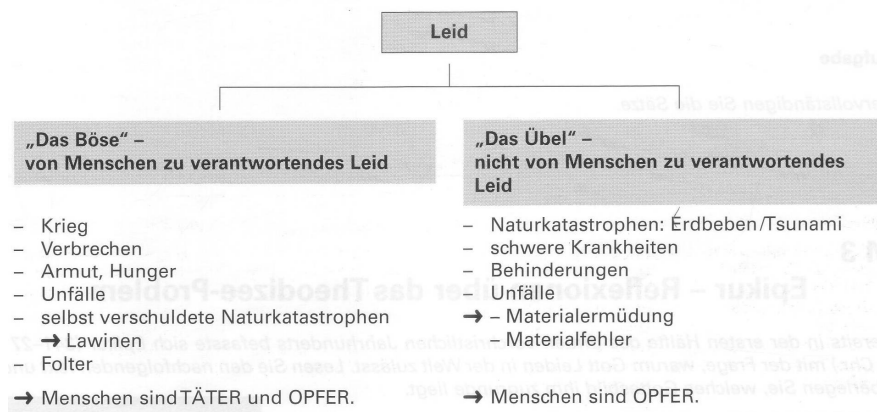 Leid
„Das Böse“ –
von Menschen zu verantwortendes Leid
– Krieg
– Verbrechen
– Armut, Hunger
– Unfälle
– selbst verschuldete Naturkatastrophen
➔ Lawinen
– Folter
➔ Menschen sind TÄTER und OPFER.
„Das Übel“ –
nicht von Menschen zu verantwortendes
Leid
– Naturkatastrophen: Erdbeben/Tsunami
– schwere Krankheiten
– Behinderungen
– Unfälle
➔ – Materialermüdung
– Materialfehler
➔ Menschen sind OPFER.
Epikur – Reflexionen über das Theodizee-Problem